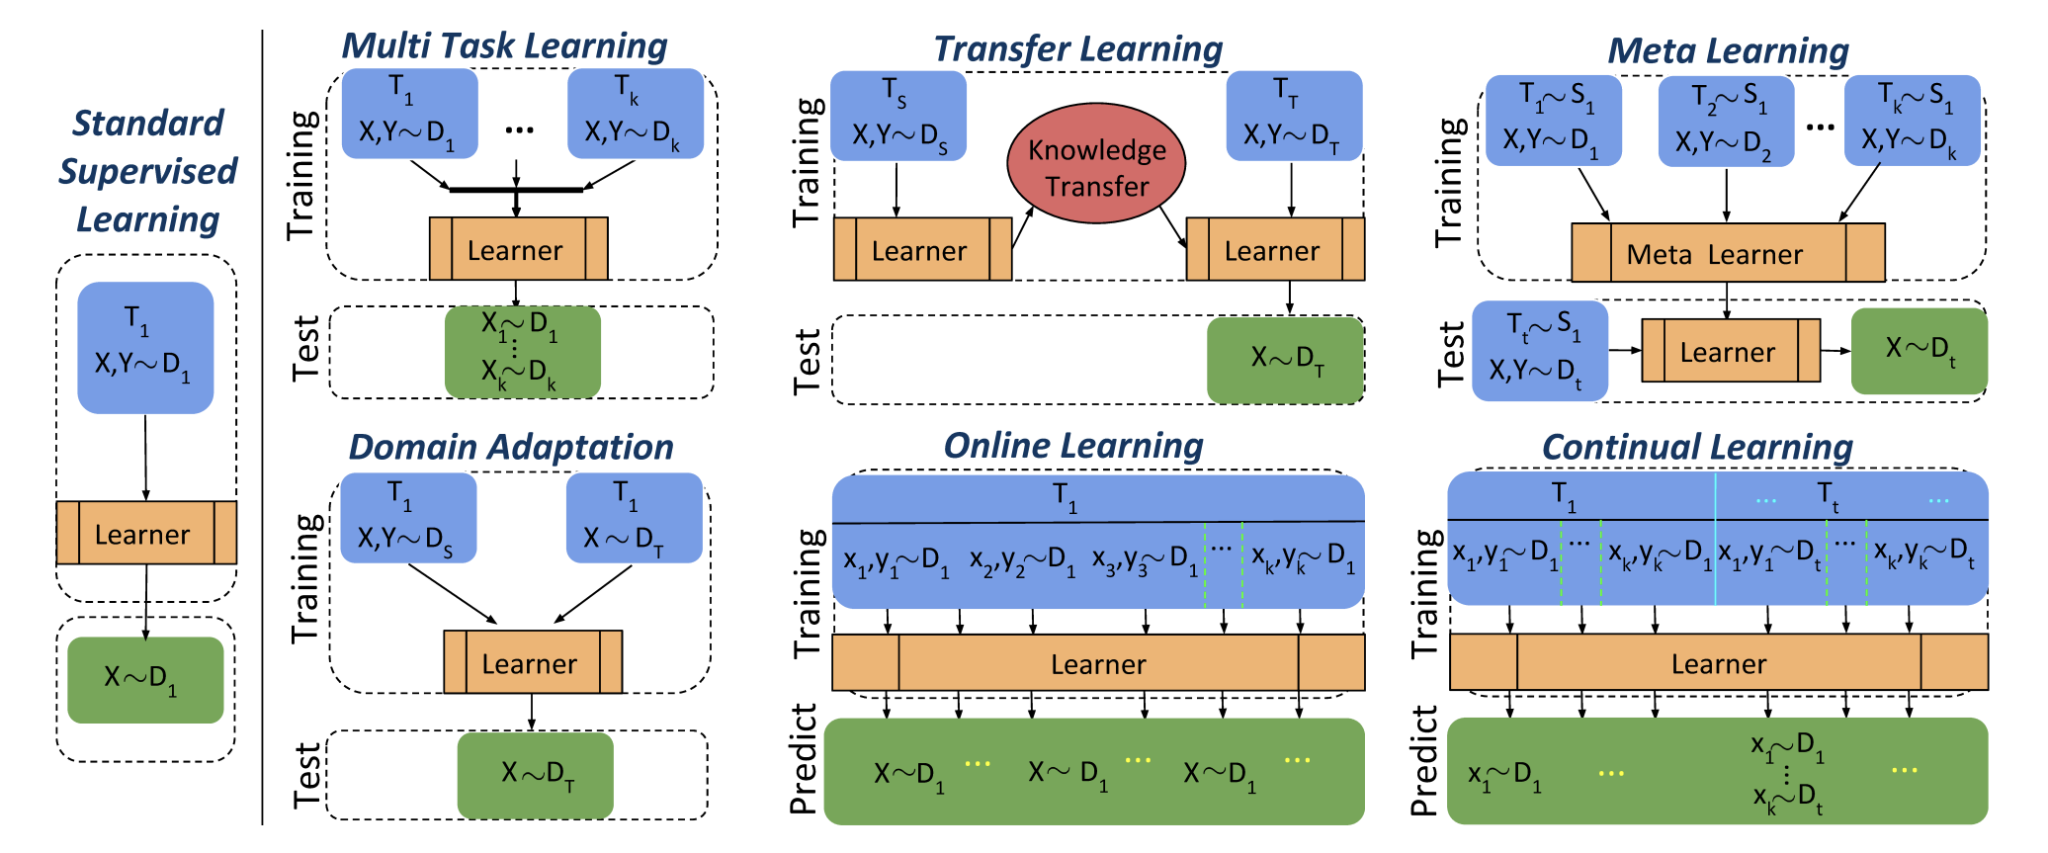 Standard
Supervised
Learning
T1
X,Y~D1
Learner
X~D1
Multi Task Learning
Training
T1
X,Y~D1
...
Tk
X,Y~Dk
Learner
Test
X1~D1
⋮
Xk~Dk
Transfer Learning
Training
TS
X,Y~DS
Knowledge
Transfer
TT
X,Y~DT
Learner
Learner
Test
X~DT
Meta Learning
Training
T1~S1
X,Y~D1
T2~S1
X,Y~D2
...
Tk~S1
X,Y~Dk
Meta Learner
Test
Tt~S1
X,Y~Dt
Learner
X~Dt
Domain Adaptation
Training
T1
X,Y~DS
T1
X~DT
Learner
Test
X~DT
Online Learning
Training
T1
x1,y1~D1 x2,y2~D1 x3,y3~D1 ... xk,yk~D1
Learner
Predict
X~D1 ... X~D1 ... X~D1 ...
Continual Learning
Training
T1 ... Tt ...
x1,y1~D1 ... xk,yk~D1 x1,y1~Dt ... xk,yk~Dt
Learner
Predict
x1~D1 ...
x1~D1
⋮
xk~Dt
...